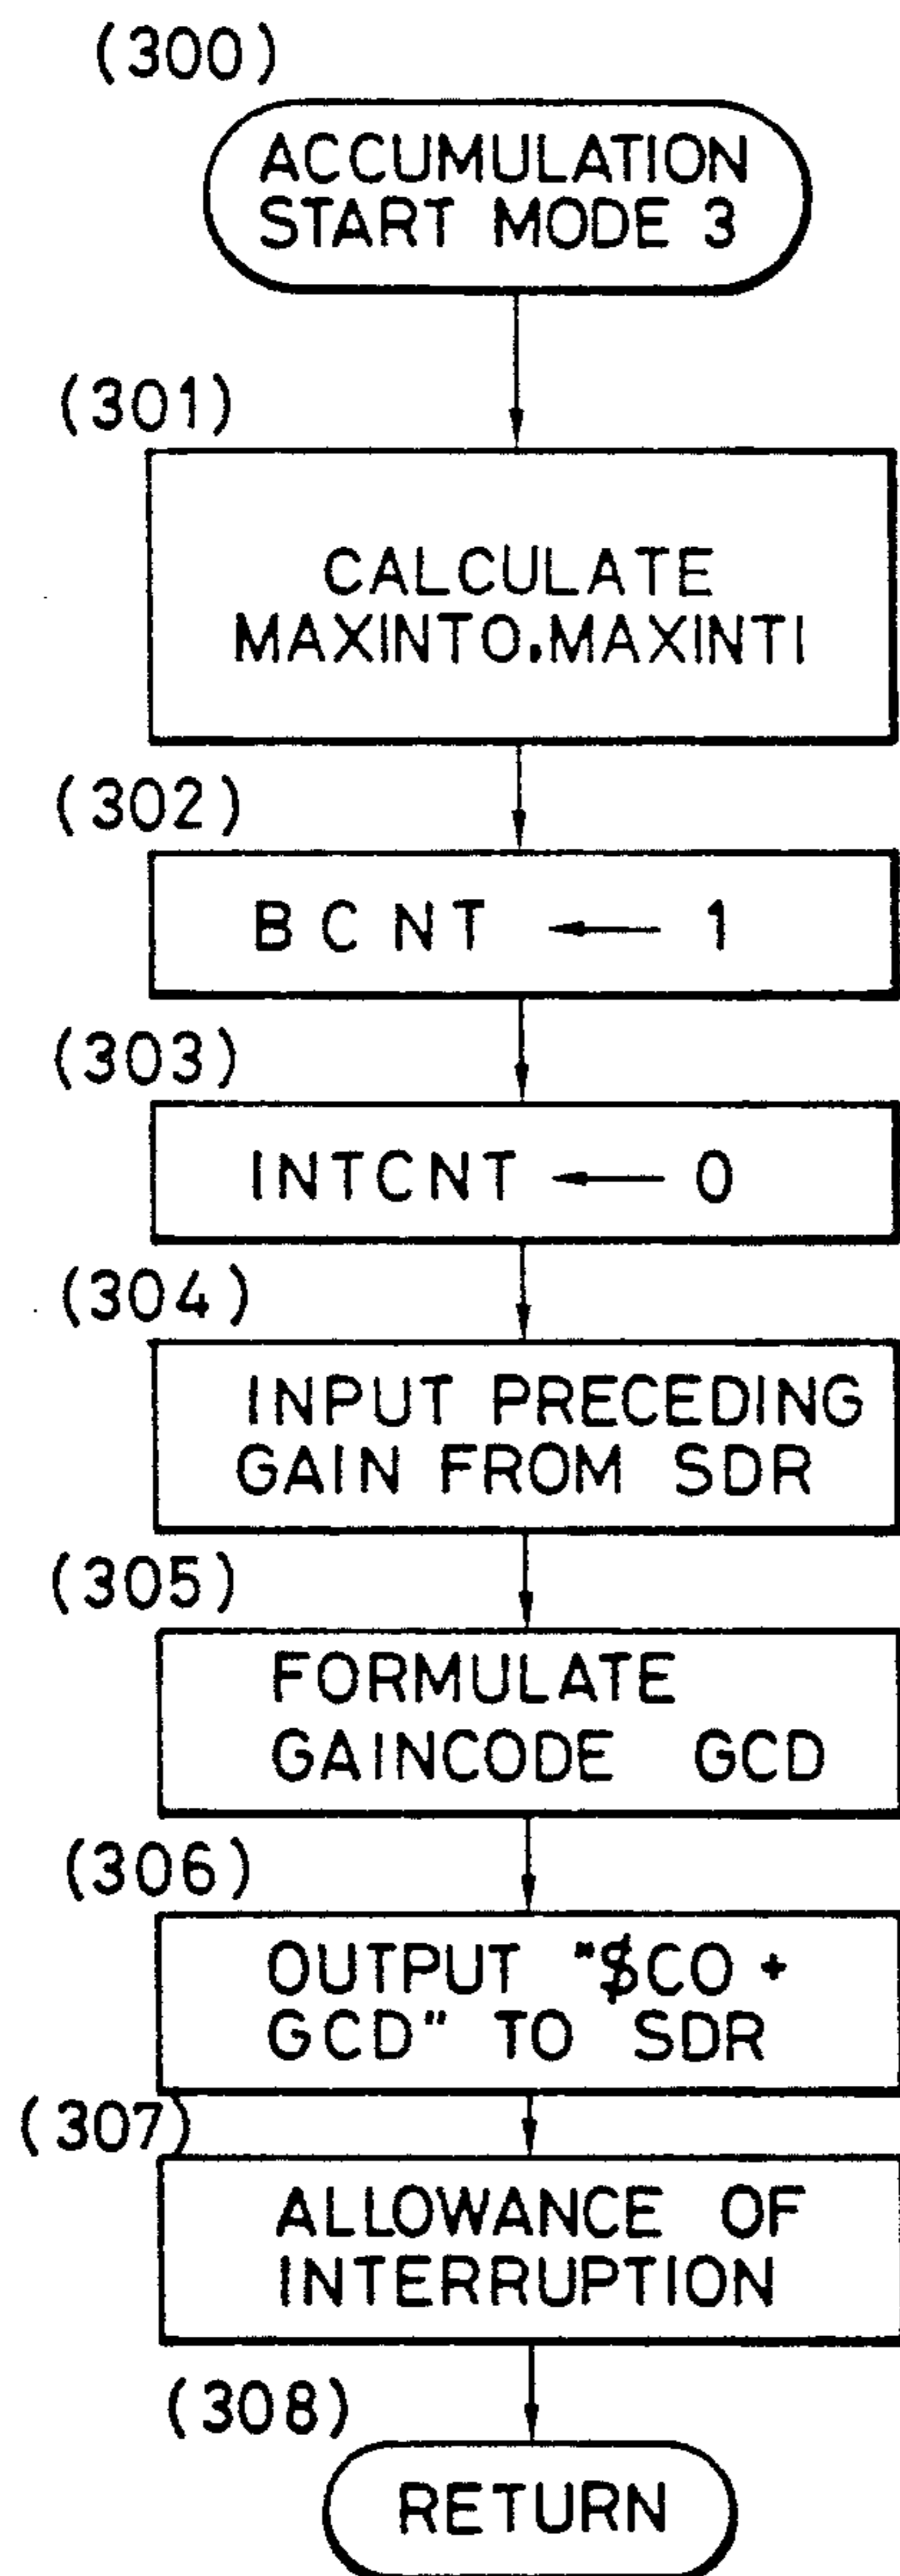 (300)
ACCUMULATION
START MODE 3
(301)
CALCULATE
MAXINTO.MAXINTI
(302)
BCNT ← 1
(303)
INTCNT ← 0
(304)
INPUT PRECEDING
GAIN FROM SDR
(305)
FORMULATE
GAINCODE GCD
(306)
OUTPUT "$CO +
GCD" TO SDR
(307)
ALLOWANCE OF
INTERRUPTION
(308)
RETURN